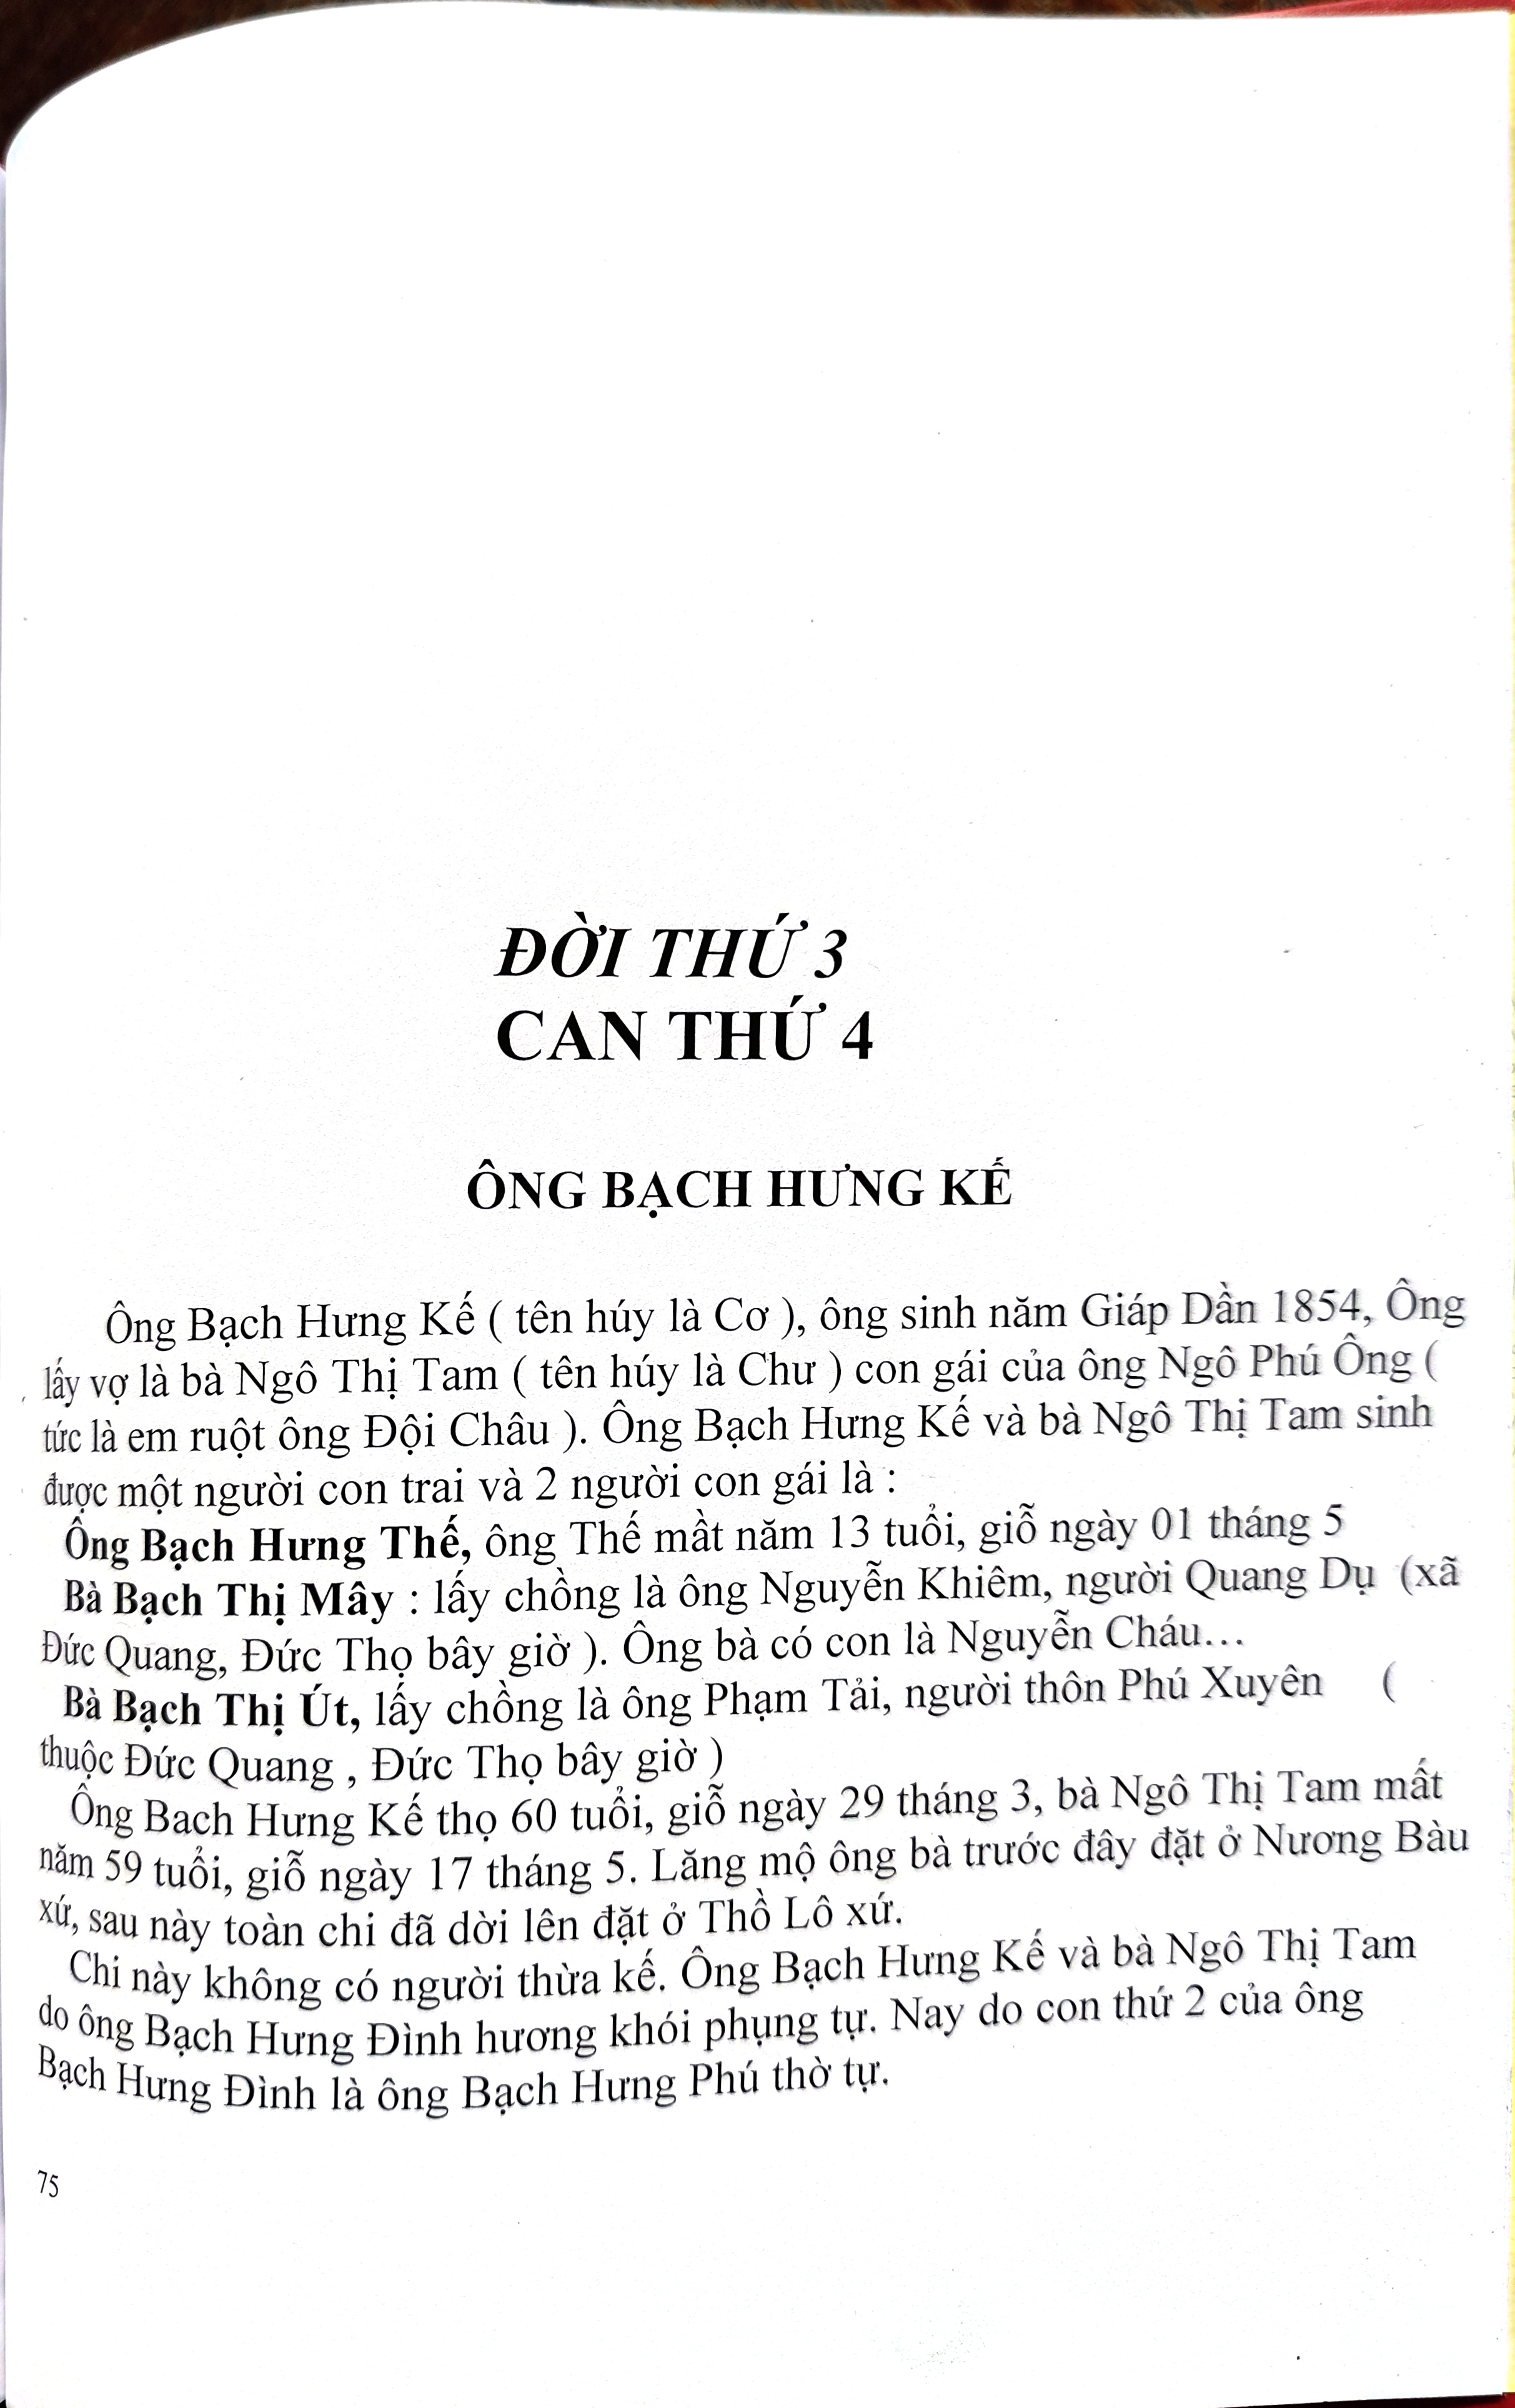 ĐỜI THỨ 3
CAN THỨ 4
ÔNG BẠCH HƯNG KẾ
Ông Bạch Hưng Kế ( tên húy là Cơ ), ông sinh năm Giáp Dần 1854, Ông
lấy vợ là bà Ngô Thị Tam ( tên húy là Chư ) con gái của ông Ngô Phú Ông (
tức là em ruột ông Đội Châu ). Ông Bạch Hưng Kế và bà Ngô Thị Tam sinh
được một người con trai và 2 người con gái là :
Ông Bạch Hưng Thế, ông Thế mầt năm 13 tuổi, giỗ ngày 01 tháng 5
Bà Bạch Thị Mây : lấy chồng là ông Nguyễn Khiêm, người Quang Dụ (xã
Đức Quang, Đức Thọ bây giờ ). Ông bà có con là Nguyễn Cháu...
Bà Bạch Thị Út, lấy chồng là ông Phạm Tải, người thôn Phú Xuyên (
thuộc Đức Quang , Đức Thọ bây giờ )
Ông Bach Hưng Kế thọ 60 tuổi, giỗ ngày 29 tháng 3, bà Ngô Thị Tam mất
năm 59 tuổi, giỗ ngày 17 tháng 5. Lăng mộ ông bà trước đây đặt ở Nương Bàu
xứ, sau này toàn chi đã dời lên đặt ở Thồ Lô xứ.
Chi này không có người thừa kế. Ông Bạch Hưng Kế và bà Ngô Thị Tam
do ông Bạch Hưng Đình hương khói phụng tự. Nay do con thứ 2 của ông
Bạch Hưng Đình là ông Bạch Hưng Phú thờ tự.
75